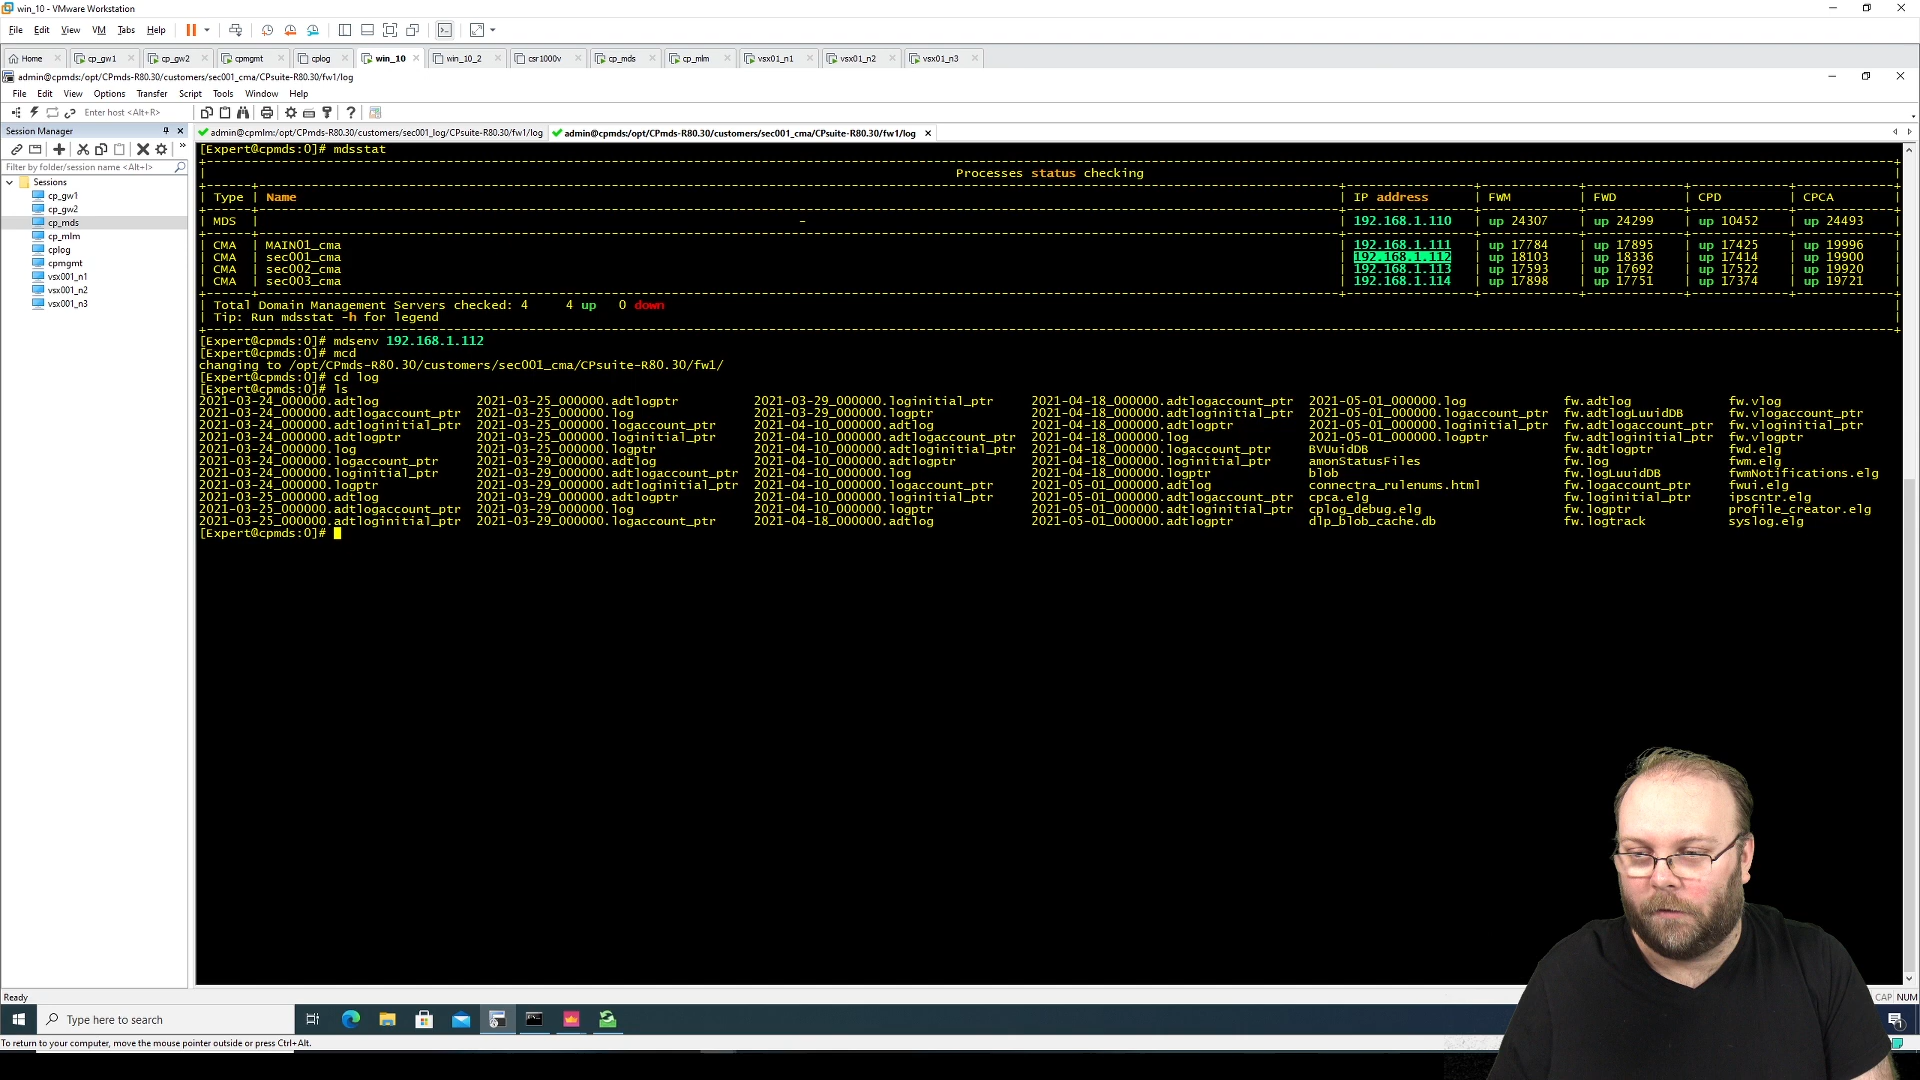 win_10 - VMware Workstation
File Edit View VM Tabs Help
Home cp_gw1 cp_gw2 cpmgmt cplog win_10 win_10_2 csr1000v cp_mds cp_mlm vsx01_n1 vsx01_n2 vsx01_n3
admin@cpmds:/opt/CPmds-R80.30/customers/sec001_cma/CPsuite-R80.30/fw1/log
File Edit View Options Transfer Script Tools Window Help
Enter host <Alt+R>
Session Manager
admin@cpmlm:/opt/CPmds-R80.30/customers/sec001_log/CPsuite-R80.30/fw1/log admin@cpmds:/opt/CPmds-R80.30/customers/sec001_cma/CPsuite-R80.30/fw1/log
Filter by folder/session name <Alt+I>
Sessions
cp_gw1
cp_gw2
cp_mds
cp_mlm
cplog
cpmgmt
vsx001_n1
vsx001_n2
vsx001_n3
[Expert@cpmds:0]# mdsstat
Processes status checking
| Type | Name | IP address | FWM | FWD | CPD | CPCA |
| MDS | - | 192.168.1.110 | up 24307 | up 24299 | up 10452 | up 24493 |
| CMA | MAIN01_cma | 192.168.1.111 | up 17784 | up 17895 | up 17425 | up 19996 |
| CMA | sec001_cma | 192.168.1.112 | up 18103 | up 18336 | up 17414 | up 19900 |
| CMA | sec002_cma | 192.168.1.113 | up 17593 | up 17692 | up 17522 | up 19920 |
| CMA | sec003_cma | 192.168.1.114 | up 17898 | up 17751 | up 17374 | up 19721 |
| Total Domain Management Servers checked: 4 4 up 0 down |
| Tip: Run mdsstat -h for legend |
[Expert@cpmds:0]# mdsenv 192.168.1.112
[Expert@cpmds:0]# mcd
changing to /opt/CPmds-R80.30/customers/sec001_cma/CPsuite-R80.30/fw1/
[Expert@cpmds:0]# cd log
[Expert@cpmds:0]# ls
2021-03-24_000000.adtlog 2021-03-25_000000.adtlogptr 2021-03-29_000000.loginitial_ptr 2021-04-18_000000.adtlogaccount_ptr 2021-05-01_000000.log fw.adtlog fw.vlog
2021-03-24_000000.adtlogaccount_ptr 2021-03-25_000000.log 2021-03-29_000000.logptr 2021-04-18_000000.adtloginitial_ptr 2021-05-01_000000.logaccount_ptr fw.adtlogLuuidDB fw.vlogaccount_ptr
2021-03-24_000000.adtloginitial_ptr 2021-03-25_000000.logaccount_ptr 2021-04-10_000000.adtlog 2021-04-18_000000.adtlogptr 2021-05-01_000000.loginitial_ptr fw.adtlogaccount_ptr fw.vloginitial_ptr
2021-03-24_000000.adtlogptr 2021-03-25_000000.loginitial_ptr 2021-04-10_000000.adtlogaccount_ptr 2021-04-18_000000.log 2021-05-01_000000.logptr fw.adtloginitial_ptr fw.vlogptr
2021-03-24_000000.log 2021-03-25_000000.logptr 2021-04-10_000000.adtloginitial_ptr 2021-04-18_000000.logaccount_ptr BVUuidDB fw.adtlogptr fwd.elg
2021-03-24_000000.logaccount_ptr 2021-03-29_000000.adtlog 2021-04-10_000000.adtlogptr 2021-04-18_000000.loginitial_ptr amonStatusFiles fw.log fwm.elg
2021-03-24_000000.loginitial_ptr 2021-03-29_000000.adtlogaccount_ptr 2021-04-10_000000.log 2021-04-18_000000.logptr blob fw.logLuuidDB fwmNotifications.elg
2021-03-24_000000.logptr 2021-03-29_000000.adtloginitial_ptr 2021-04-10_000000.logaccount_ptr 2021-05-01_000000.adtlog connectra_rulenums.html fw.logaccount_ptr fwui.elg
2021-03-25_000000.adtlog 2021-03-29_000000.adtlogptr 2021-04-10_000000.loginitial_ptr 2021-05-01_000000.adtlogaccount_ptr cpca.elg fw.loginitial_ptr ipscntr.elg
2021-03-25_000000.adtlogaccount_ptr 2021-03-29_000000.log 2021-04-10_000000.logptr 2021-05-01_000000.adtloginitial_ptr cplog_debug.elg fw.logptr profile_creator.elg
2021-03-25_000000.adtloginitial_ptr 2021-03-29_000000.logaccount_ptr 2021-04-18_000000.adtlog 2021-05-01_000000.adtlogptr dlp_blob_cache.db fw.logtrack syslog.elg
[Expert@cpmds:0]#
Ready CAP NUM
Type here to search
To return to your computer, move the mouse pointer outside or press Ctrl+Alt.